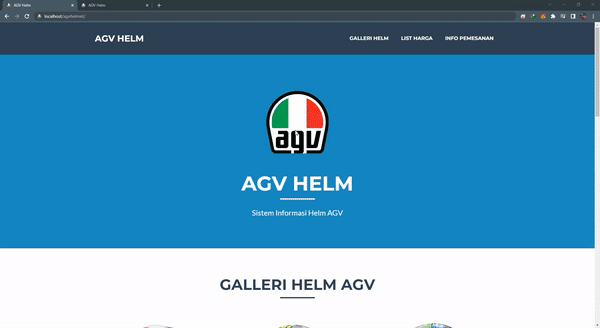 AGV Helm
AGV Helm
localhost/agvhelmet/
AGV HELM
GALLERI HELM
LIST HARGA
INFO PEMESANAN
agv
AGV HELM
Sistem Informasi Helm AGV
GALLERI HELM AGV